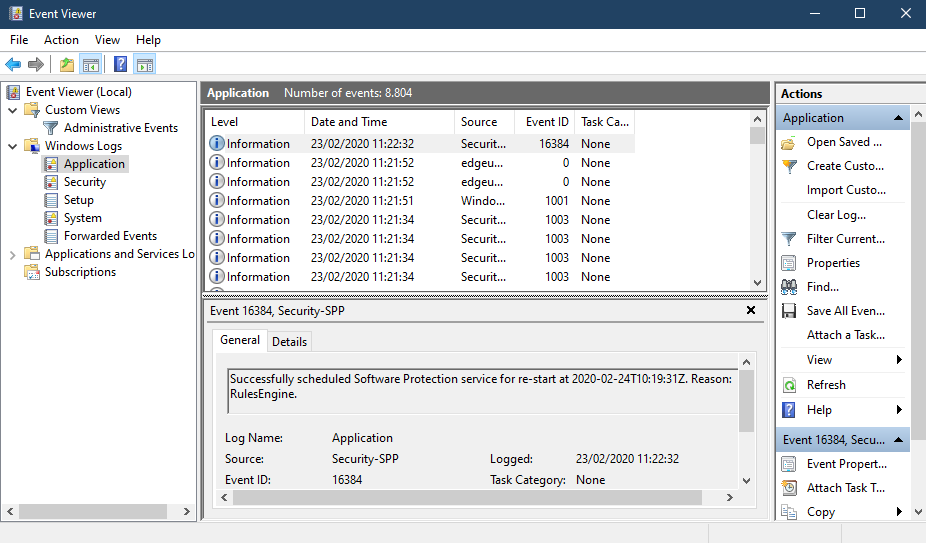 Event Viewer
File Action View Help
Event Viewer (Local)
Custom Views
Administrative Events
Windows Logs
Application
Security
Setup
System
Forwarded Events
Applications and Services Lo
Subscriptions
Application Number of events: 8.804
Level Date and Time Source Event ID Task Ca...
Information 23/02/2020 11:22:32 Securit... 16384 None
Information 23/02/2020 11:21:52 edgeu... 0 None
Information 23/02/2020 11:21:52 edgeu... 0 None
Information 23/02/2020 11:21:51 Windo... 1001 None
Information 23/02/2020 11:21:34 Securit... 1003 None
Information 23/02/2020 11:21:34 Securit... 1003 None
Information 23/02/2020 11:21:34 Securit... 1003 None
Information 23/02/2020 11:21:34 Securit... 1003 None
Event 16384, Security-SPP
General Details
Successfully scheduled Software Protection service for re-start at 2020-02-24T10:19:31Z. Reason:
RulesEngine.
Log Name: Application
Source: Security-SPP Logged: 23/02/2020 11:22:32
Event ID: 16384 Task Category: None
Actions
Application
Open Saved ...
Create Custo...
Import Custo...
Clear Log...
Filter Current...
Properties
Find...
Save All Even...
Attach a Task...
View
Refresh
Help
Event 16384, Secu...
Event Propert...
Attach Task T...
Copy